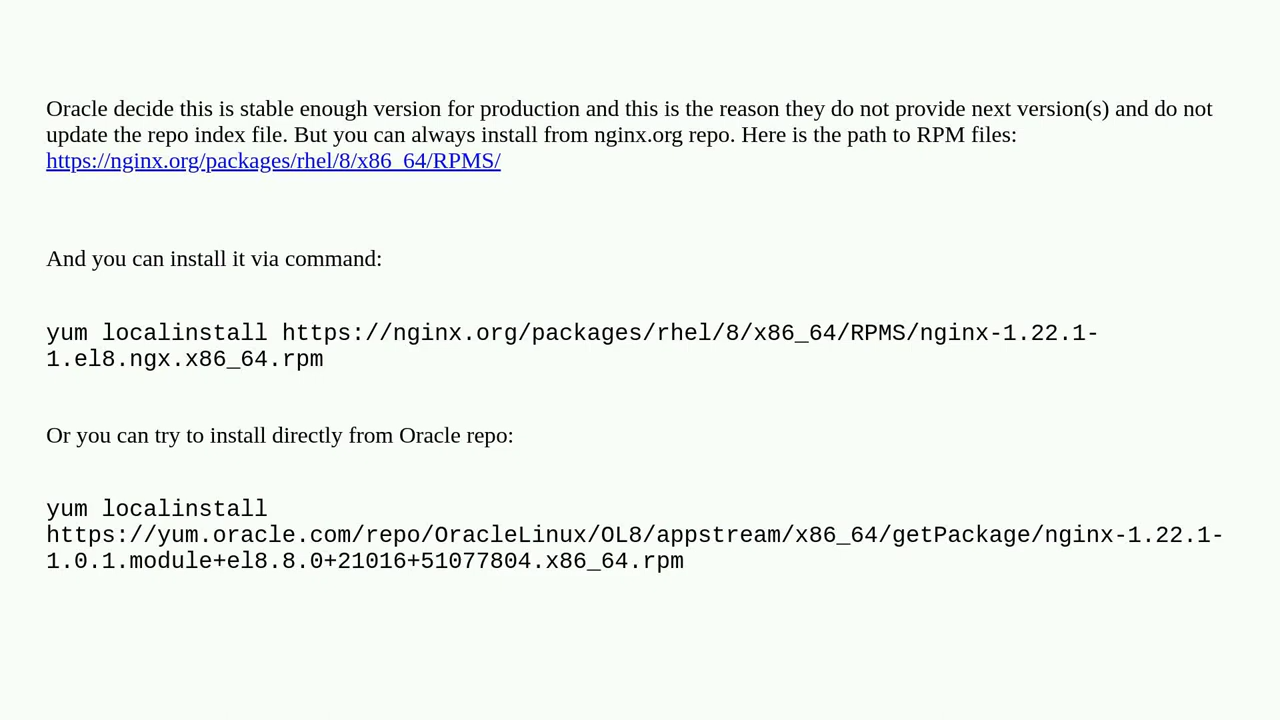 Oracle decide this is stable enough version for production and this is the reason they do not provide next version(s) and do not
update the repo index file. But you can always install from nginx.org repo. Here is the path to RPM files:
https://nginx.org/packages/rhel/8/x86_64/RPMS/
And you can install it via command:
yum localinstall https://nginx.org/packages/rhel/8/x86_64/RPMS/nginx-1.22.1-
1.el8.ngx.x86_64.rpm
Or you can try to install directly from Oracle repo:
yum localinstall
https://yum.oracle.com/repo/OracleLinux/OL8/appstream/x86_64/getPackage/nginx-1.22.1-
1.0.1.module+el8.8.0+21016+51077804.x86_64.rpm